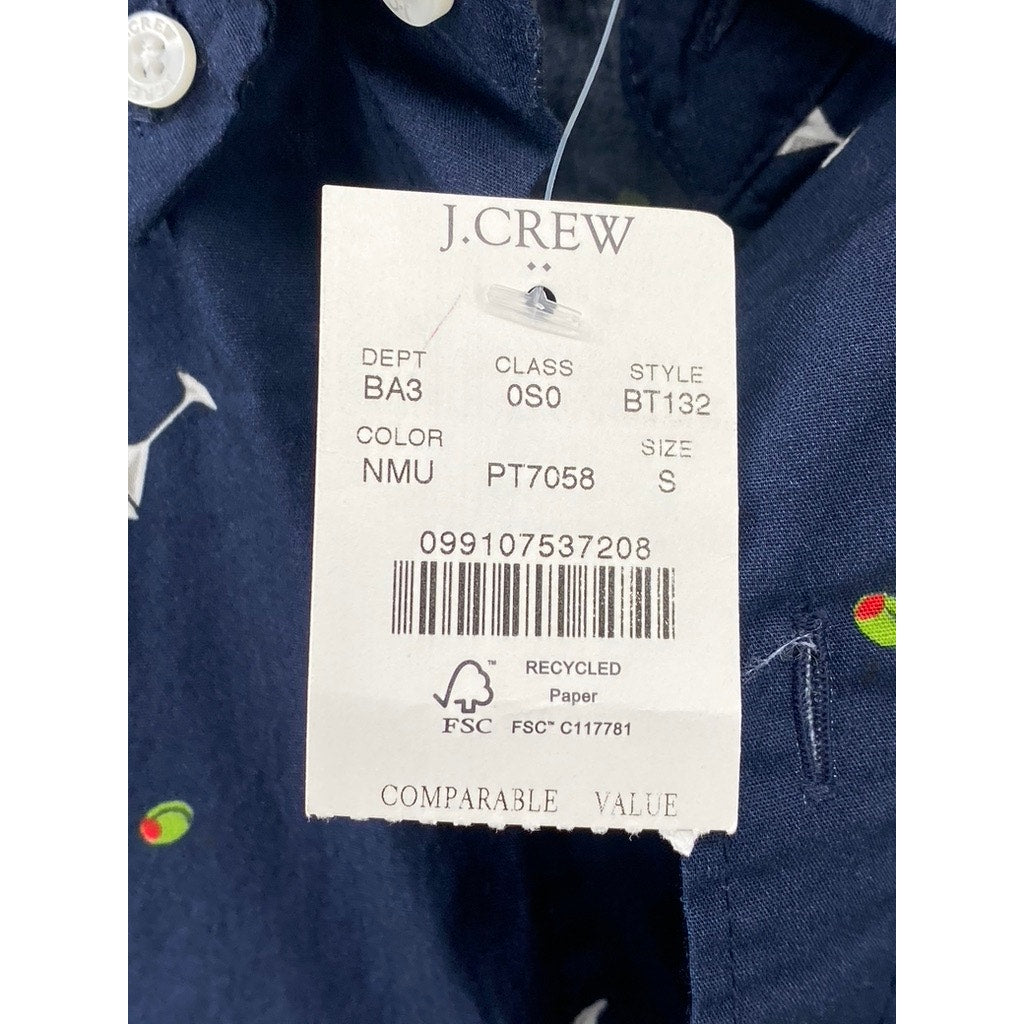 CREW
J.CREW
DEPT CLASS STYLE
BA3 0S0 BT132
COLOR SIZE
NMU PT7058 S
099107537208
RECYCLED
Paper
FSC FSC™ C117781
COMPARABLE VALUE